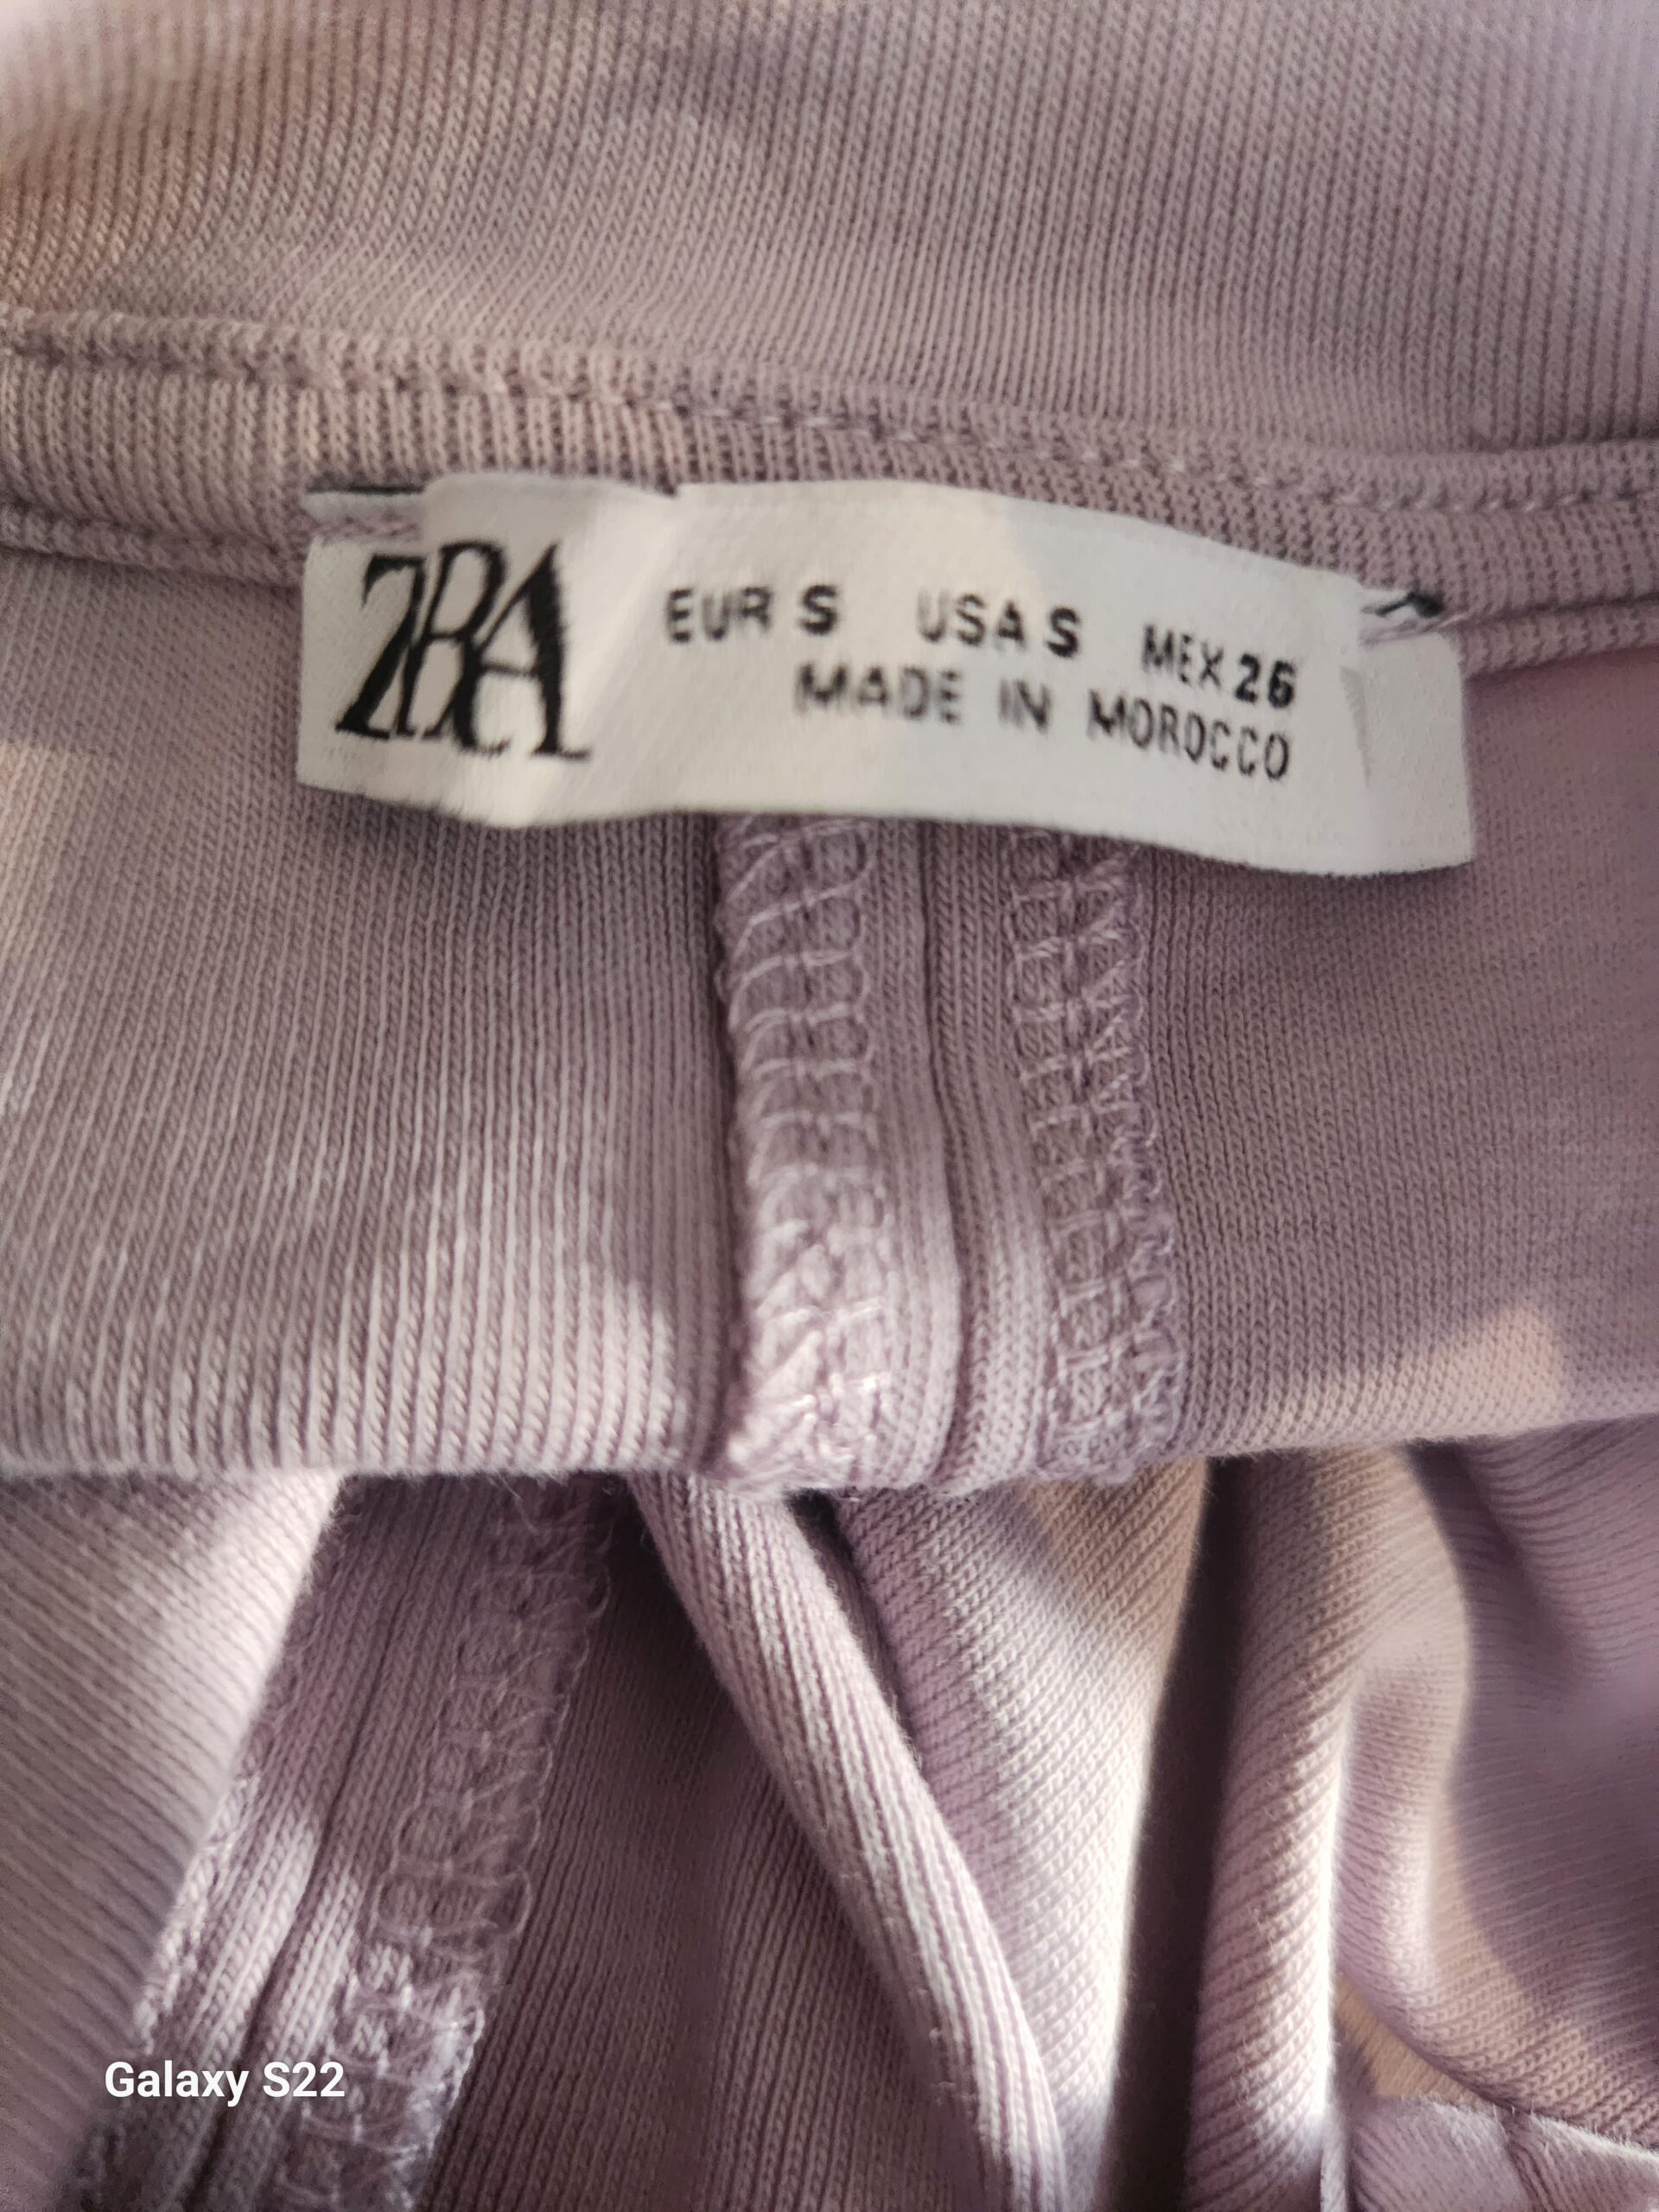 ZARA
EUR S USA S MEX 26
MADE IN MOROCCO
Galaxy S22